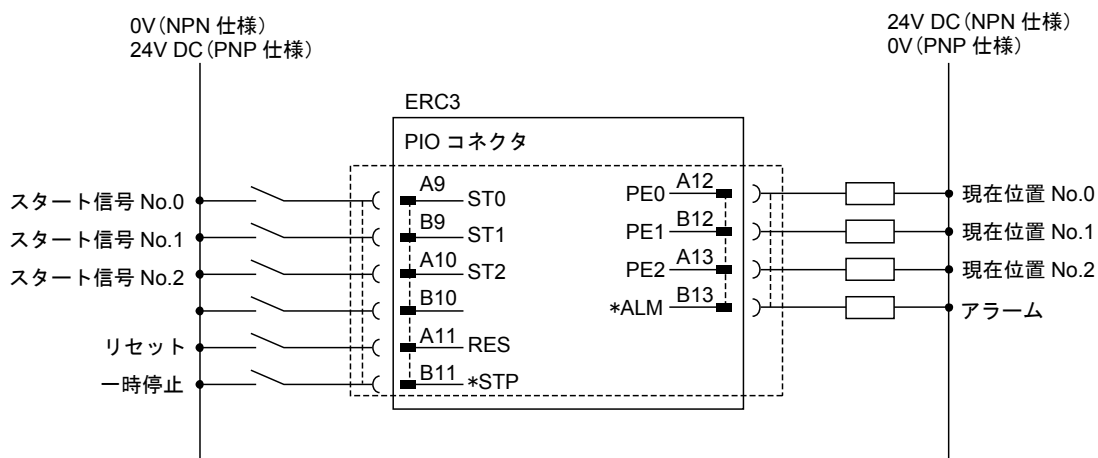 0V(NPN 仕様)
24V DC(PNP 仕様)
24V DC(NPN 仕様)
0V(PNP 仕様)
ERC3
PIO コネクタ
スタート信号 No.0
A9
ST0
PE0
A12
現在位置 No.0
スタート信号 No.1
B9
ST1
PE1
B12
現在位置 No.1
スタート信号 No.2
A10
ST2
PE2
A13
現在位置 No.2
B10
*ALM
B13
アラーム
リセット
A11
RES
一時停止
B11
*STP